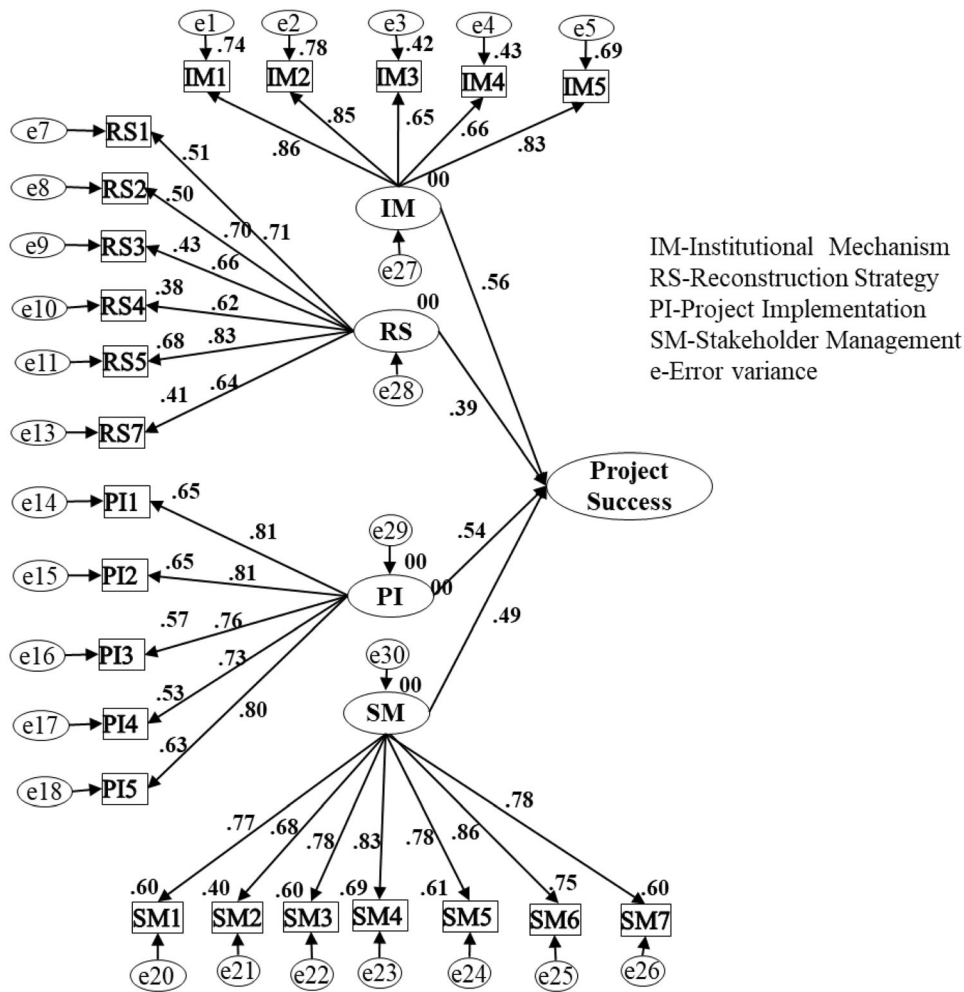 e1 e2 e3 e4 e5
.74 .78 .42 .43 .69
IM1 IM2 IM3 IM4 IM5
.86 .85 .65 .66 .83
00
IM
e27
.56
e7 RS1 .51 .71
e8 RS2 .50 .70
e9 RS3 .43 .66
e10 RS4 .38 .62
e11 RS5 .68 .83
e13 RS7 .41 .64
00
RS
e28
.39
IM-Institutional Mechanism
RS-Reconstruction Strategy
PI-Project Implementation
SM-Stakeholder Management
e-Error variance
Project
Success
e14 PI1 .65 .81
e15 PI2 .65 .81
e16 PI3 .57 .76
e17 PI4 .53 .73
e18 PI5 .63 .80
e29
00
PI 00
.54
e30
00
SM
.49
.77 .68 .78 .83 .78 .86 .78
.60 .40 .60 .69 .61 .75 .60
SM1 SM2 SM3 SM4 SM5 SM6 SM7
e20 e21 e22 e23 e24 e25 e26